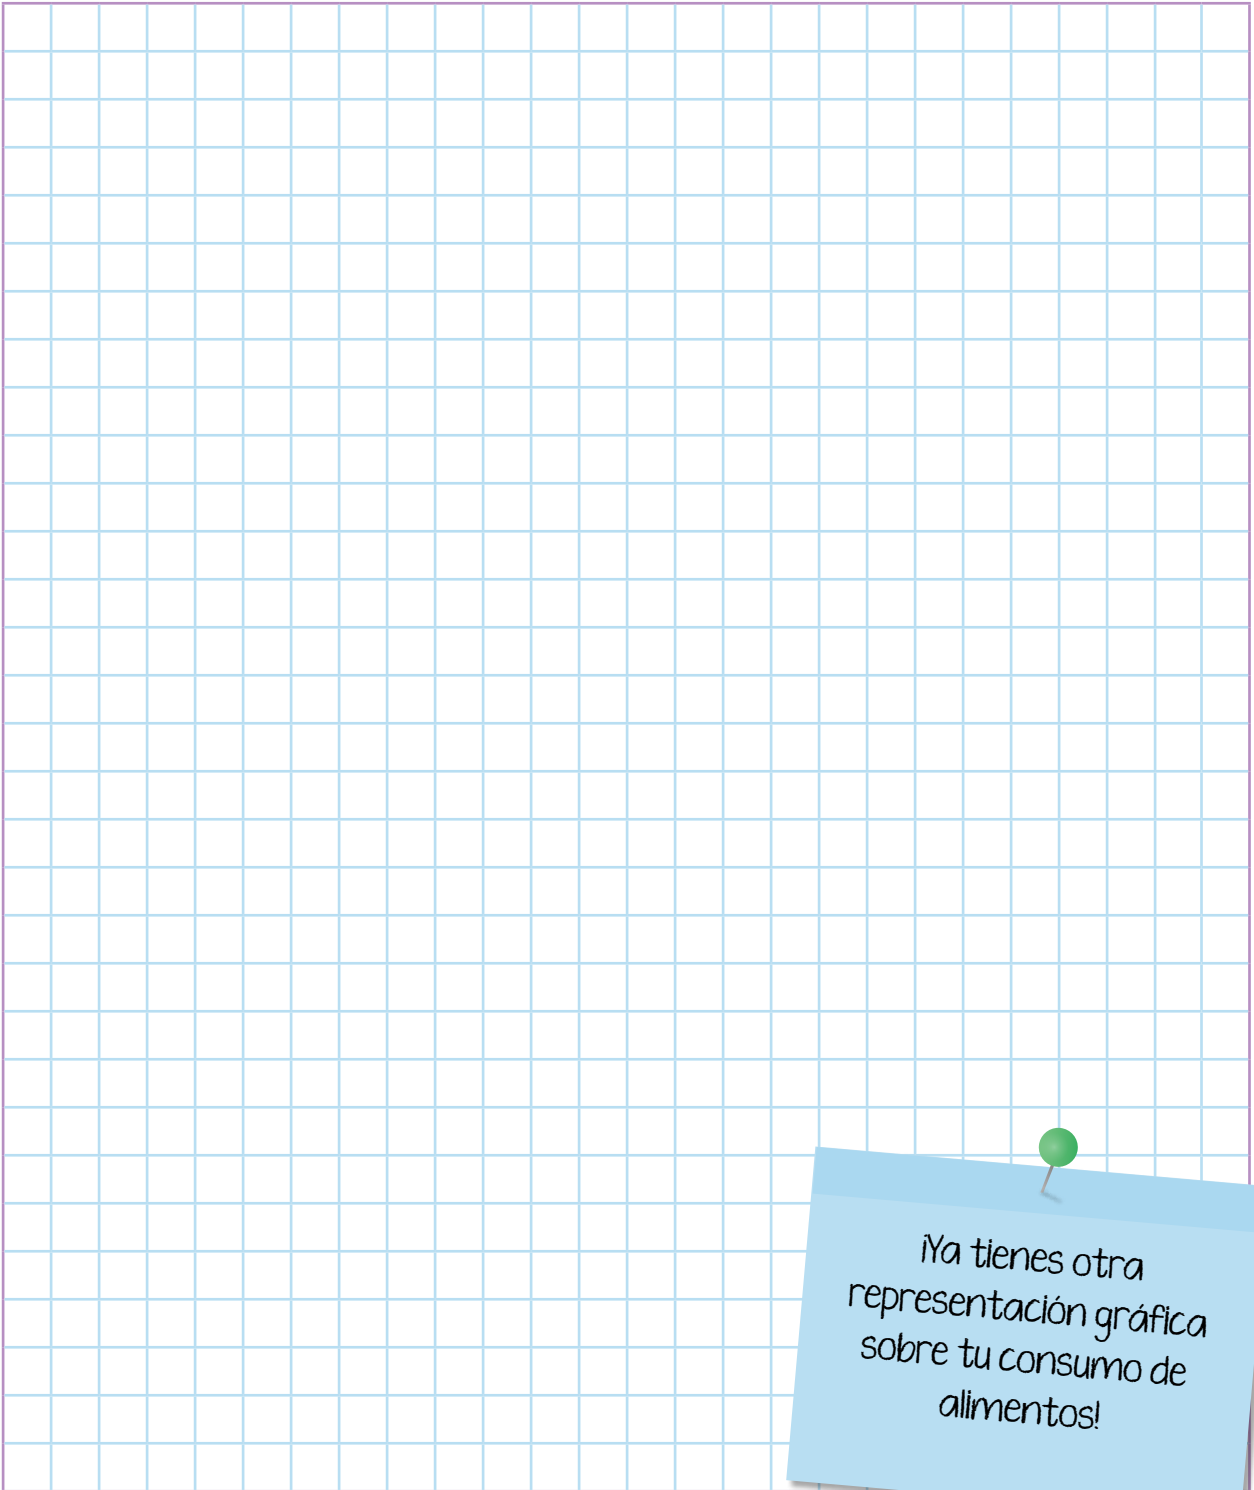 ¡Ya tienes otra
representación gráfica
sobre tu consumo de
alimentos!